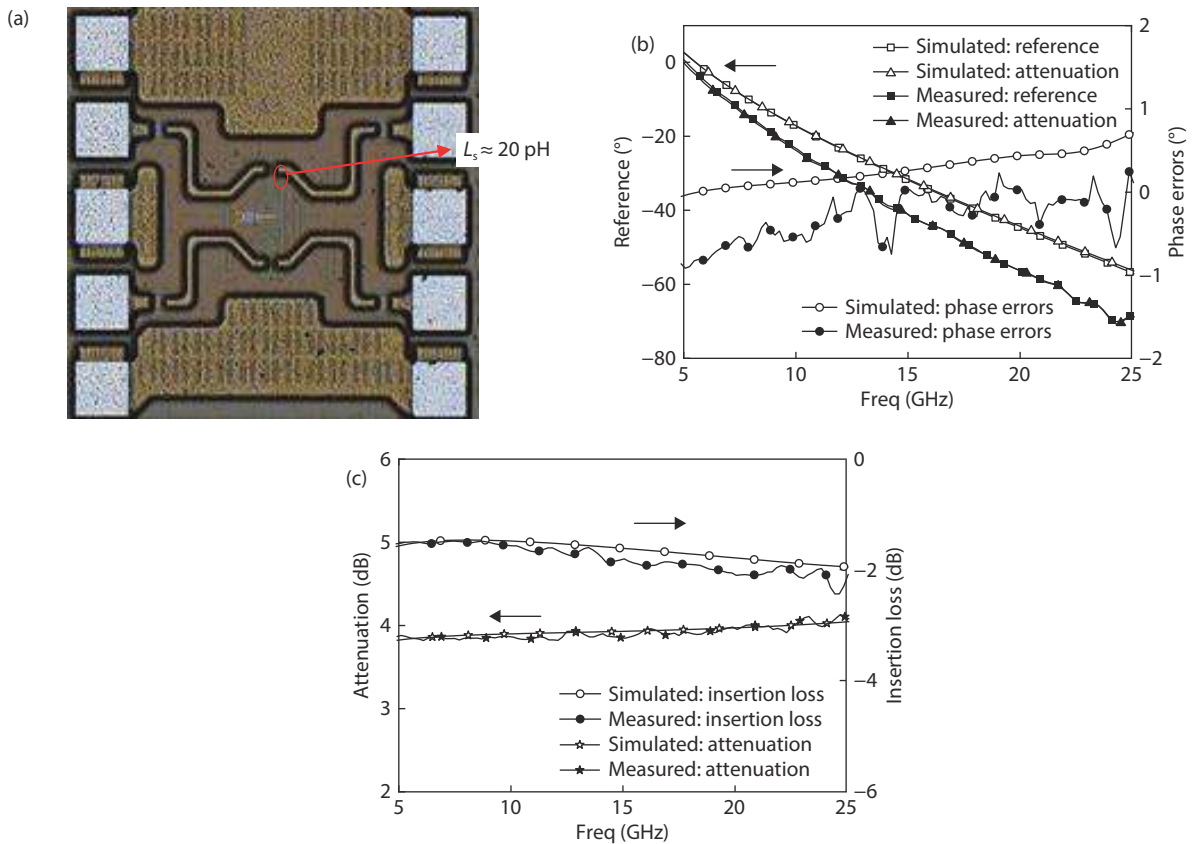 (a)
Lₛ ≈ 20 pH
(b)
Simulated: reference
Simulated: attenuation
Measured: reference
Measured: attenuation
Simulated: phase errors
Measured: phase errors
Reference (°)
0
−20
−40
−60
−80
Phase errors (°)
2
1
0
−1
−2
5
10
15
20
25
Freq (GHz)
(c)
Attenuation (dB)
6
5
4
3
2
Insertion loss (dB)
0
−2
−4
−6
Simulated: insertion loss
Measured: insertion loss
Simulated: attenuation
Measured: attenuation
5
10
15
20
25
Freq (GHz)